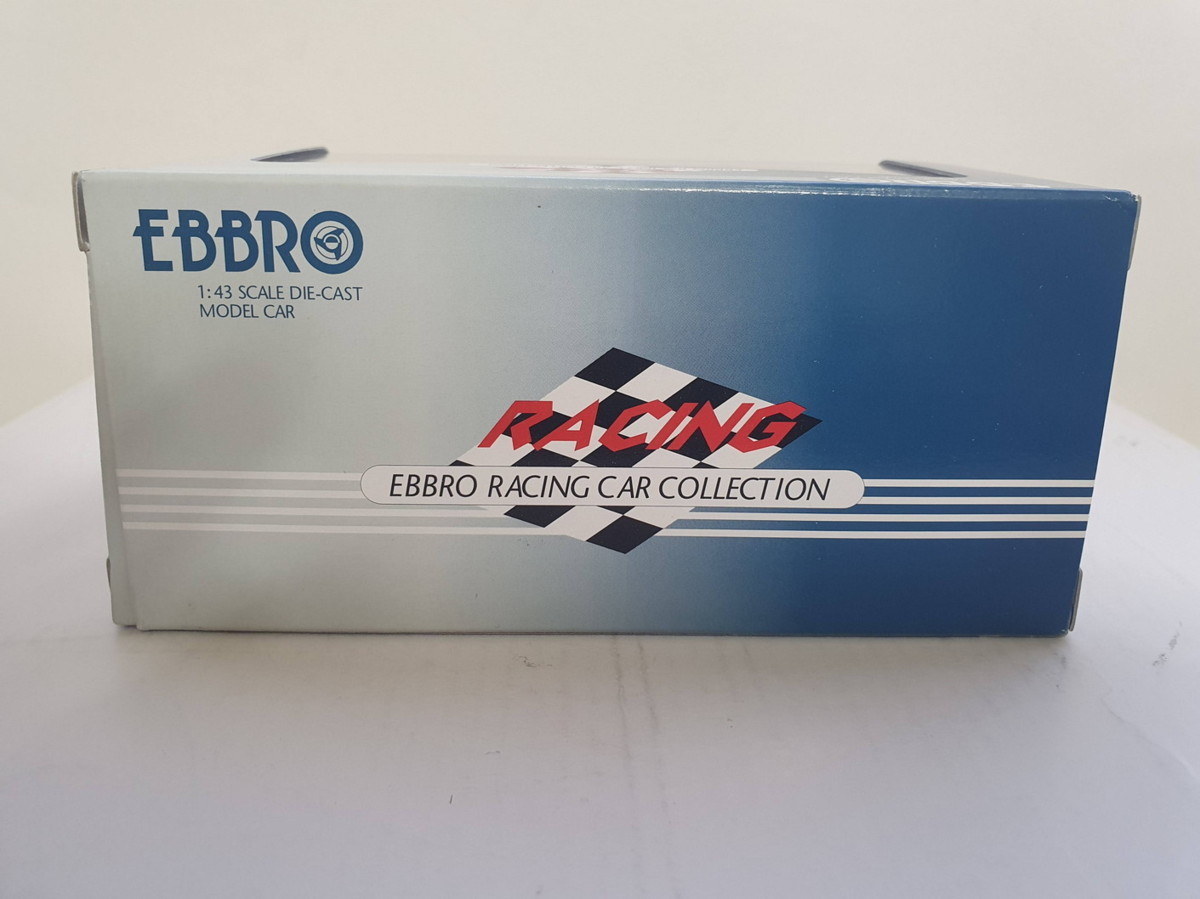 EBBRO
1:43 SCALE DIE-CAST
MODEL CAR
RACING
EBBRO RACING CAR COLLECTION